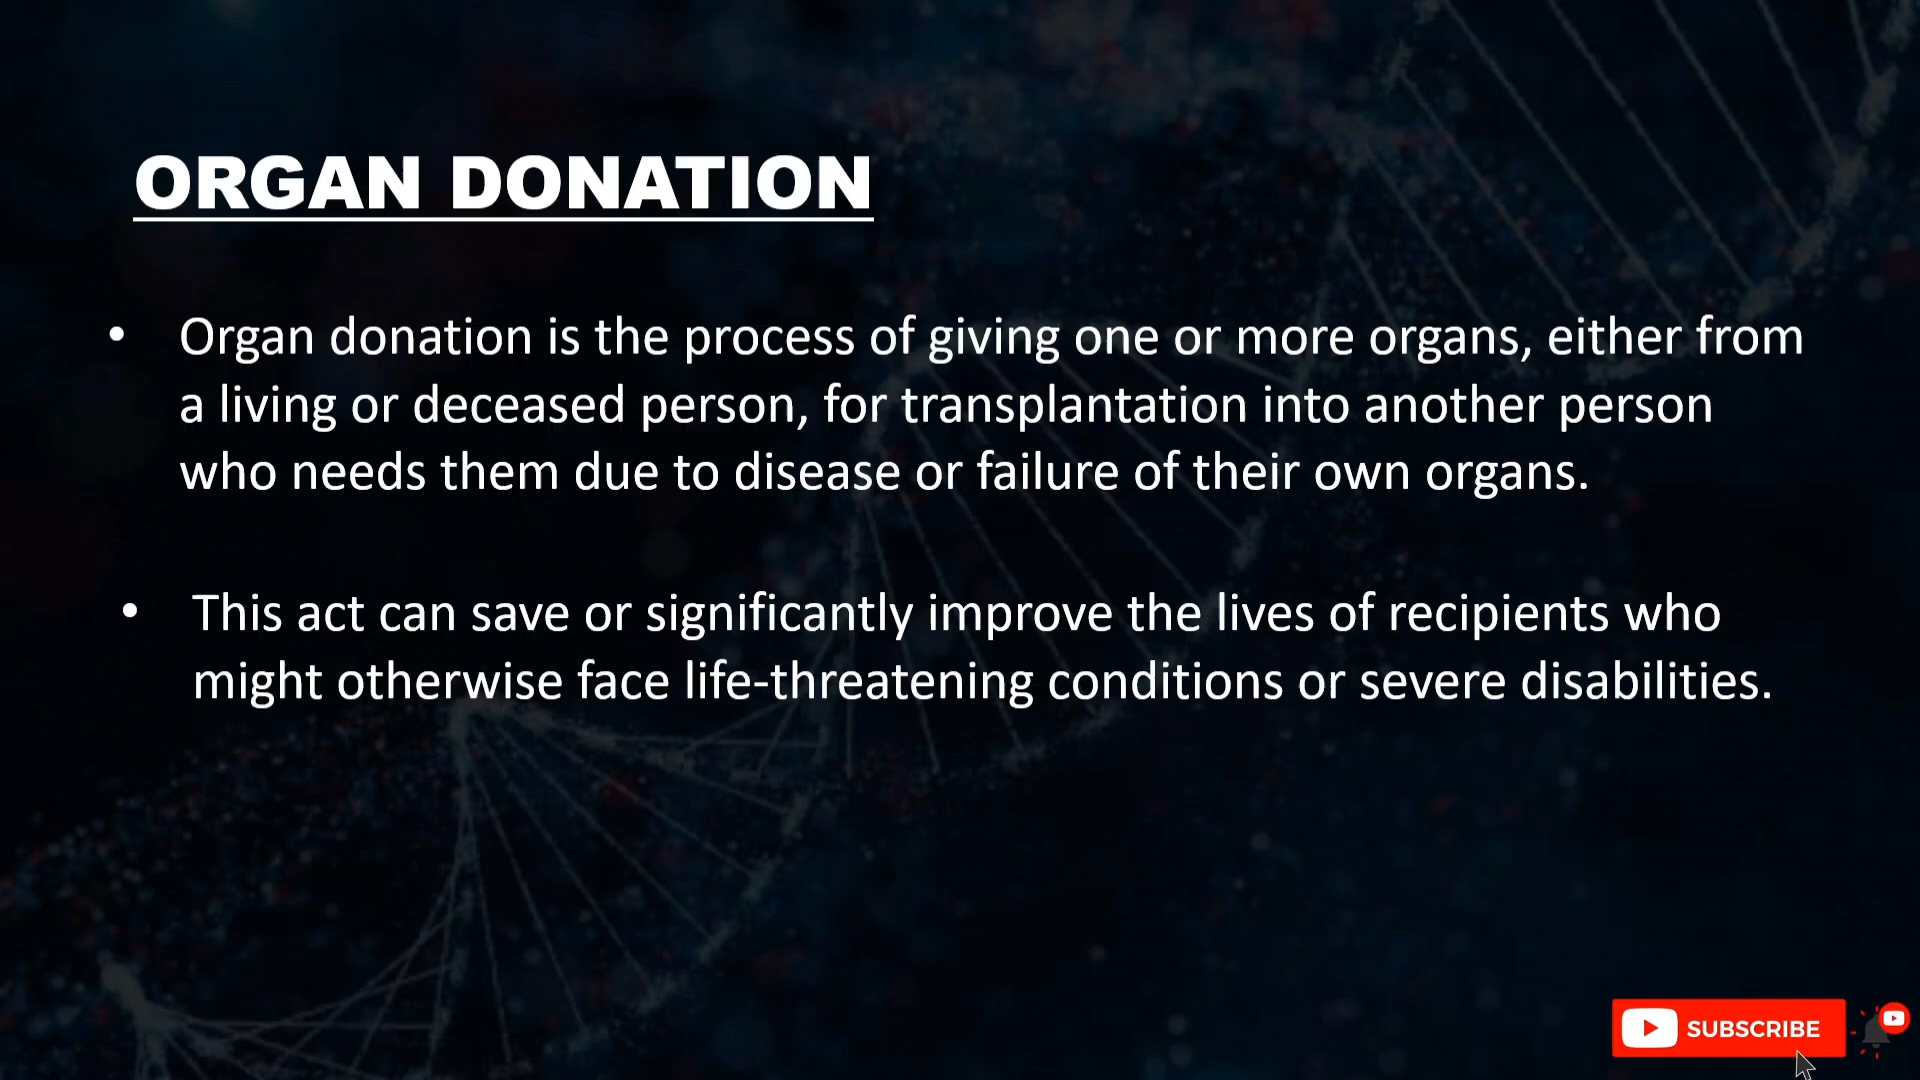 ORGAN DONATION
• Organ donation is the process of giving one or more organs, either from
a living or deceased person, for transplantation into another person
who needs them due to disease or failure of their own organs.
• This act can save or significantly improve the lives of recipients who
might otherwise face life-threatening conditions or severe disabilities.
SUBSCRIBE